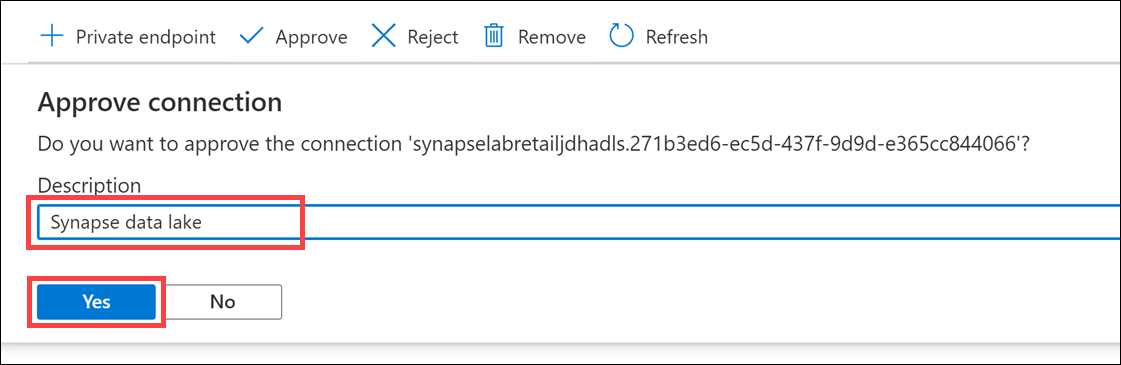 Private endpoint Approve Reject Remove Refresh
Approve connection
Do you want to approve the connection 'synapselabretailjdhadls.271b3ed6-ec5d-437f-9d9d-e365cc844066'?
Description
Synapse data lake
Yes No